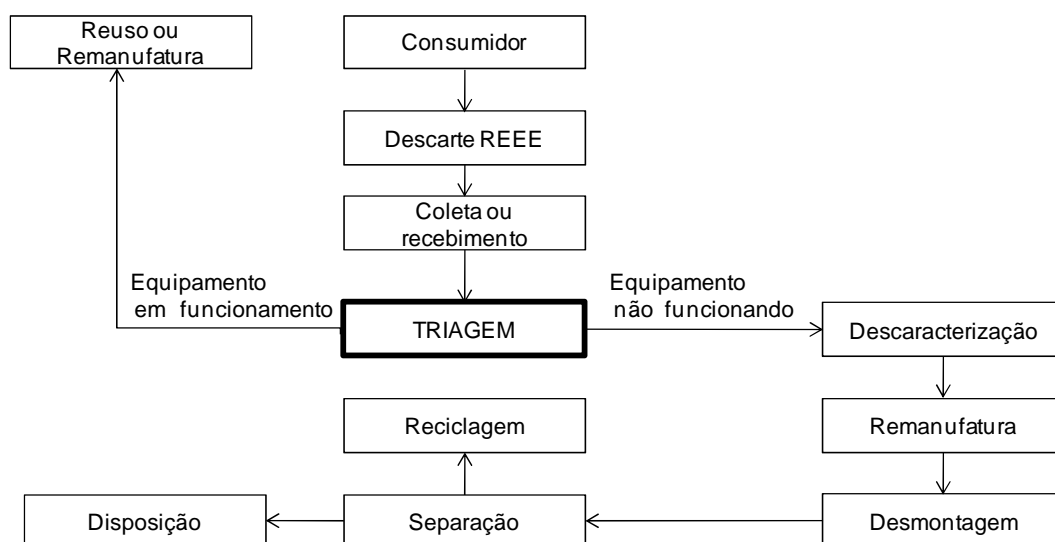 Reuso ou
Remanufatura
Consumidor
Descarte REEE
Coleta ou
recebimento
Equipamento
em funcionamento
TRIAGEM
Equipamento
não funcionando
Descaracterização
Reciclagem
Remanufatura
Disposição
Separação
Desmontagem